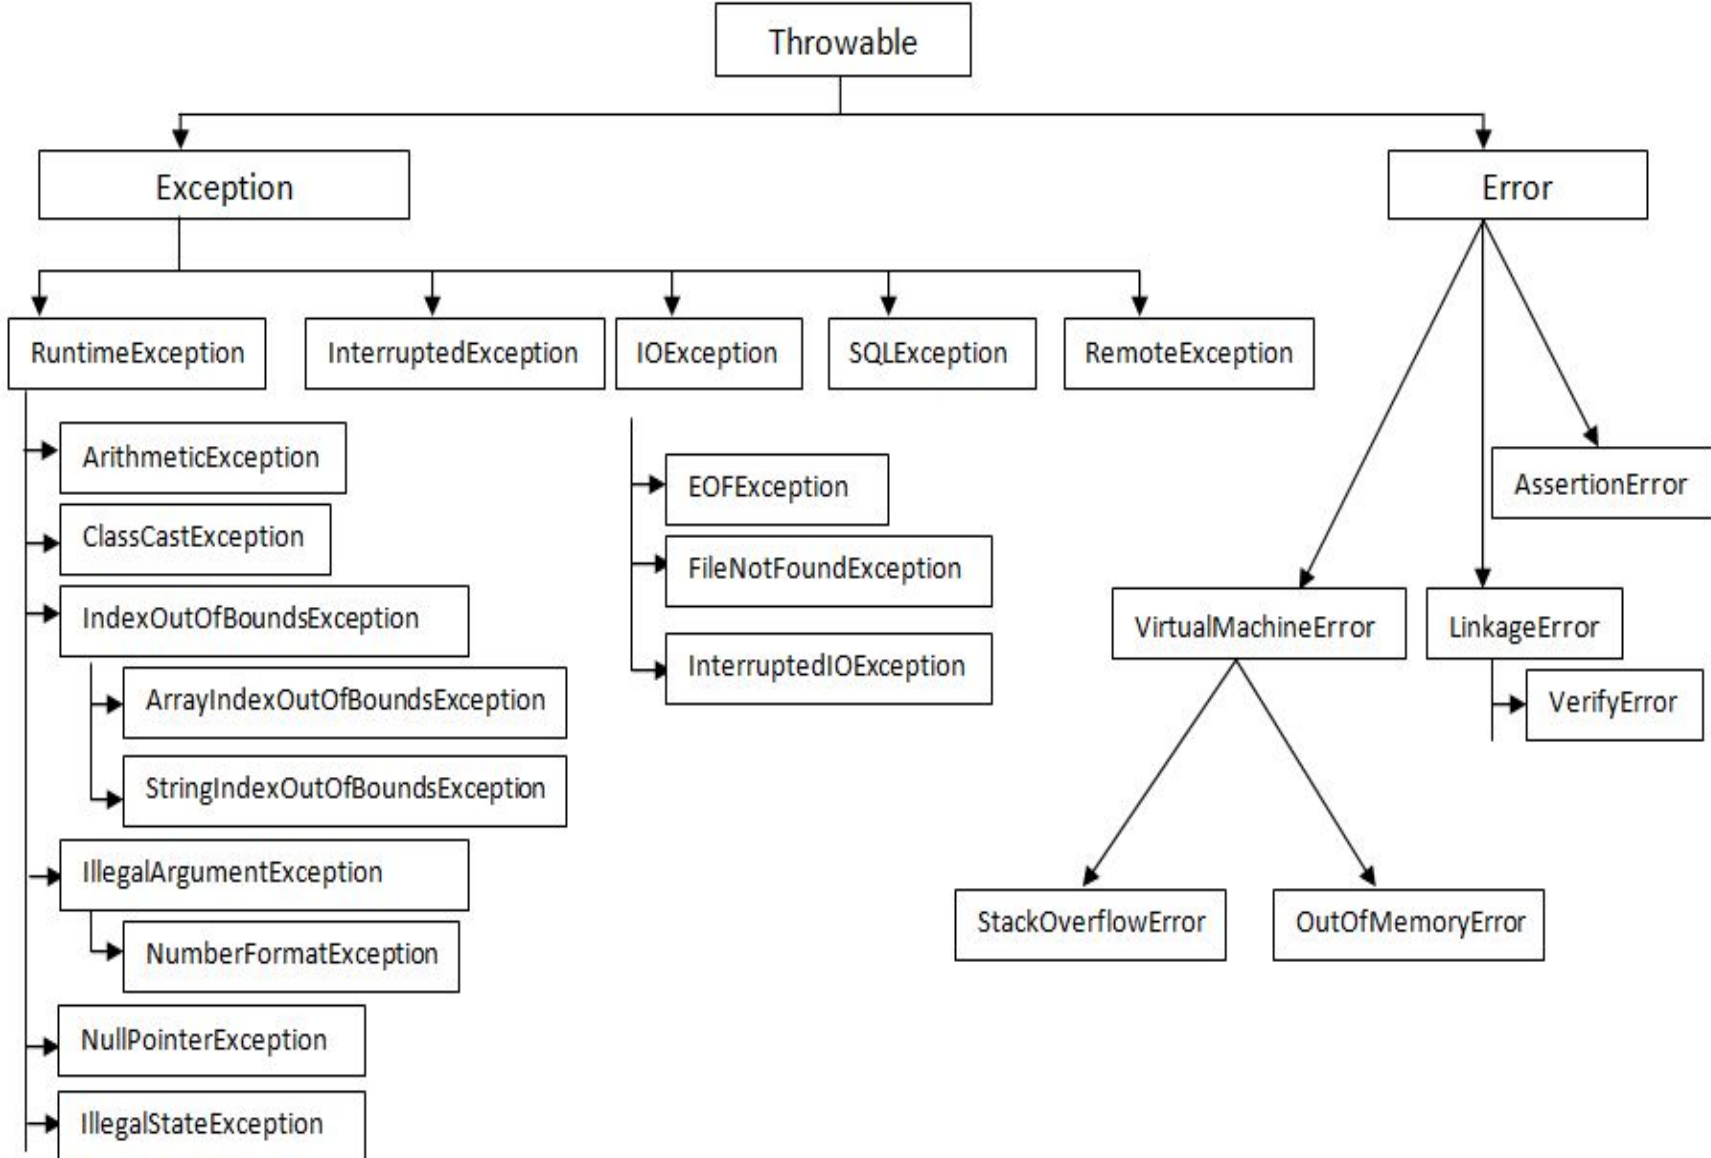 Throwable
Exception
Error
RuntimeException
InterruptedException
IOException
SQLException
RemoteException
ArithmeticException
ClassCastException
IndexOutOfBoundsException
ArrayIndexOutOfBoundsException
StringIndexOutOfBoundsException
IllegalArgumentException
NumberFormatException
NullPointerException
IllegalStateException
EOFException
FileNotFoundException
InterruptedIOException
AssertionError
VirtualMachineError
LinkageError
VerifyError
StackOverflowError
OutOfMemoryError